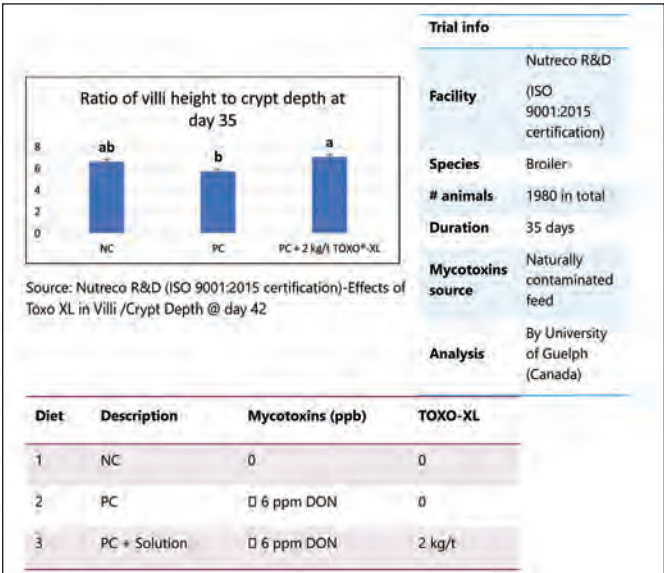 Ratio of villi height to crypt depth at
day 35
8
6
4
2
0
ab
b
a
NC
PC
PC + 2 kg/t TOXO®-XL
Source: Nutreco R&D (ISO 9001:2015 certification)-Effects of
Toxo XL in Villi /Crypt Depth @ day 42
Trial info
Facility
Nutreco R&D
(ISO
9001:2015
certification)
Species Broiler
# animals 1980 in total
Duration 35 days
Mycotoxins
source
Naturally
contaminated
feed
Analysis
By University
of Guelph
(Canada)
Diet Description Mycotoxins (ppb) TOXO-XL
1 NC 0 0
2 PC 6 ppm DON 0
3 PC + Solution 6 ppm DON 2 kg/t